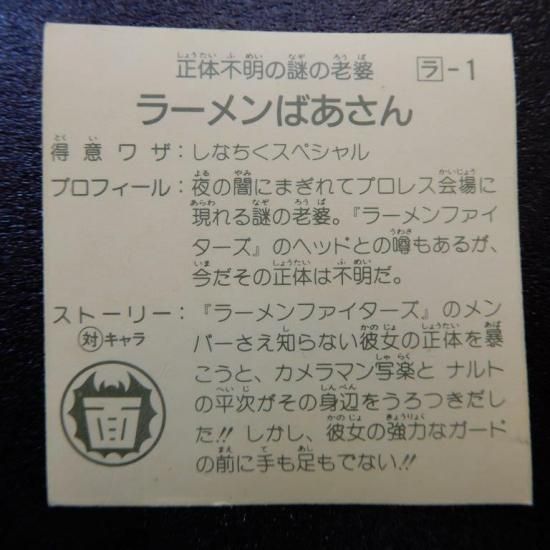 正体不明の謎の老婆 ラ-1
ラーメンばあさん
得意ワザ：しなちくスペシャル
プロフィール：夜の闇にまぎれてプロレス会場に
現れる謎の老婆。『ラーメンファイ
ターズ』のヘッドとの噂もあるが、
今だその正体は不明だ。
ストーリー：『ラーメンファイターズ』のメン
バーさえ知らない彼女の正体を暴
こうと、カメラマン写楽と ナルト
の平次がその身辺をうろつきだし
た!! しかし、彼女の強力なガード
の前に手も足もでない!!
対キャラ